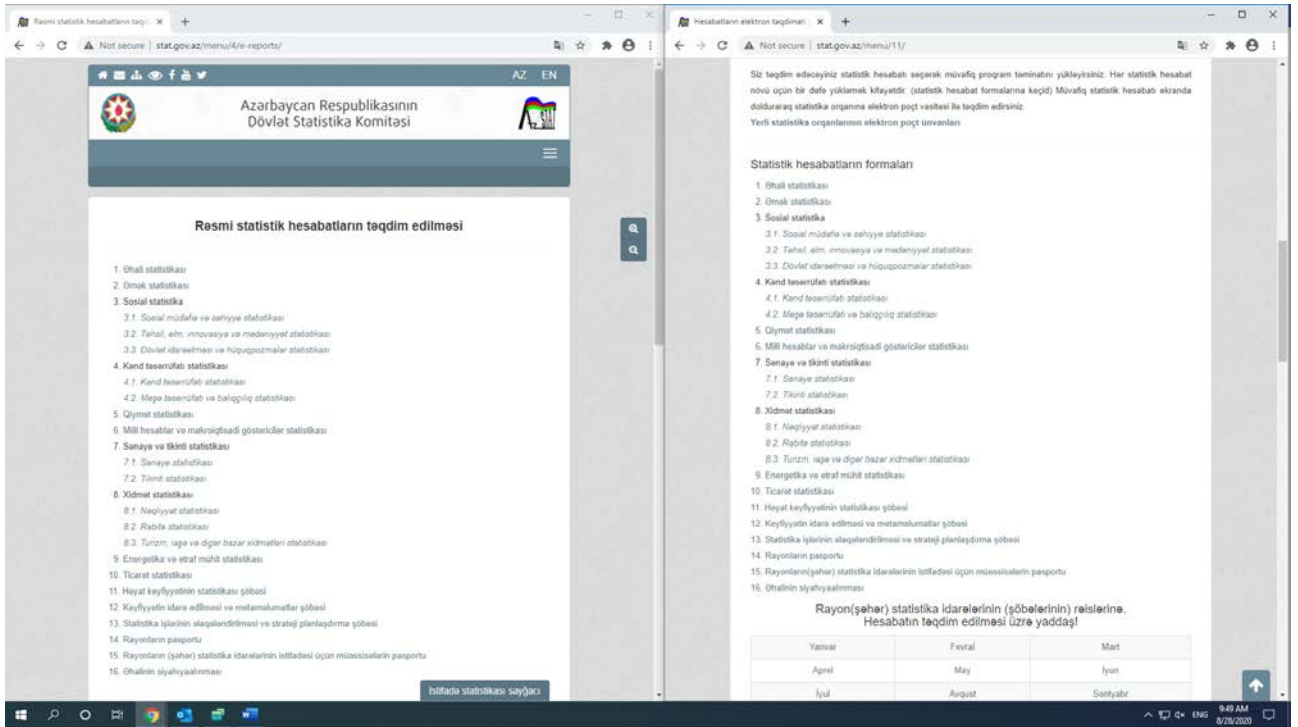 Rəsmi statistik hesabatların təqd
Not secure | stat.gov.az/menu/4/e-reports/
AZ EN
Azərbaycan Respublikasının
Dövlət Statistika Komitəsi
Rəsmi statistik hesabatların təqdim edilməsi
1. Əhali statistikası
2. Əmək statistikası
3. Sosial statistika
3.1. Sosial müdafiə və səhiyyə statistikası
3.2. Təhsil, elm, innovasiya və mədəniyyət statistikası
3.3. Dövlət idarəetməsi və hüquqpozmalar statistikası
4. Kənd təsərrüfatı statistikası
4.1. Kənd təsərrüfatı statistikası
4.2. Meşə təsərrüfatı və balıqçılıq statistikası
5. Qiymət statistikası
6. Milli hesablar və makroiqtisadi göstəricilər statistikası
7. Sənaye və tikinti statistikası
7.1. Sənaye statistikası
7.2. Tikinti statistikası
8. Xidmət statistikası
8.1. Nəqliyyat statistikası
8.2. Rabitə statistikası
8.3. Turizm, iaşə və digər bazar xidmətləri statistikası
9. Energetika və ətraf mühit statistikası
10. Ticarət statistikası
11. Həyat keyfiyyətinin statistikası şöbəsi
12. Keyfiyyətin idarə edilməsi və metaməlumatlar şöbəsi
13. Statistika işlərinin əlaqələndirilməsi və strateji planlaşdırma şöbəsi
14. Rayonların pasportu
15. Rayonların (şəhər) statistika idarələrinin istifadəsi üçün müəssisələrin pasportu
16. Əhalinin siyahıyaalınması
İstifadə statistikası sayğacı
Hesabatların elektron təqdimatı
Not secure | stat.gov.az/menu/11/
Siz təqdim edəcəyiniz statistik hesabatı seçərək müvafiq proqram təminatını yükləyirsiniz. Hər statistik hesabat
növü üçün bir dəfə yükləmək kifayətdir. (statistik hesabat formalarına keçid) Müvafiq statistik hesabatı ekranda
dolduraraq statistika orqanına elektron poçt vasitəsi ilə təqdim edirsiniz
Yerli statistika orqanlarının elektron poçt ünvanları
Statistik hesabatların formaları
1. Əhali statistikası
2. Əmək statistikası
3. Sosial statistika
3.1. Sosial müdafiə və səhiyyə statistikası
3.2. Təhsil, elm, innovasiya və mədəniyyət statistikası
3.3. Dövlət idarəetməsi və hüquqpozmalar statistikası
4. Kənd təsərrüfatı statistikası
4.1. Kənd təsərrüfatı statistikası
4.2. Meşə təsərrüfatı və balıqçılıq statistikası
5. Qiymət statistikası
6. Milli hesablar və makroiqtisadi göstəricilər statistikası
7. Sənaye və tikinti statistikası
7.1. Sənaye statistikası
7.2. Tikinti statistikası
8. Xidmət statistikası
8.1. Nəqliyyat statistikası
8.2. Rabitə statistikası
8.3. Turizm, iaşə və digər bazar xidmətləri statistikası
9. Energetika və ətraf mühit statistikası
10. Ticarət statistikası
11. Həyat keyfiyyətinin statistikası şöbəsi
12. Keyfiyyətin idarə edilməsi və metaməlumatlar şöbəsi
13. Statistika işlərinin əlaqələndirilməsi və strateji planlaşdırma şöbəsi
14. Rayonların pasportu
15. Rayonların(şəhər) statistika idarələrinin istifadəsi üçün müəssisələrin pasportu
16. Əhalinin siyahıyaalınması
Rayon(şəhər) statistika idarələrinin (şöbələrinin) rəislərinə.
Hesabatın təqdim edilməsi üzrə yaddaş!
Yanvar Fevral Mart
Aprel May İyun
İyul Avqust Sentyabr
ENG 9:49 AM
8/28/2020